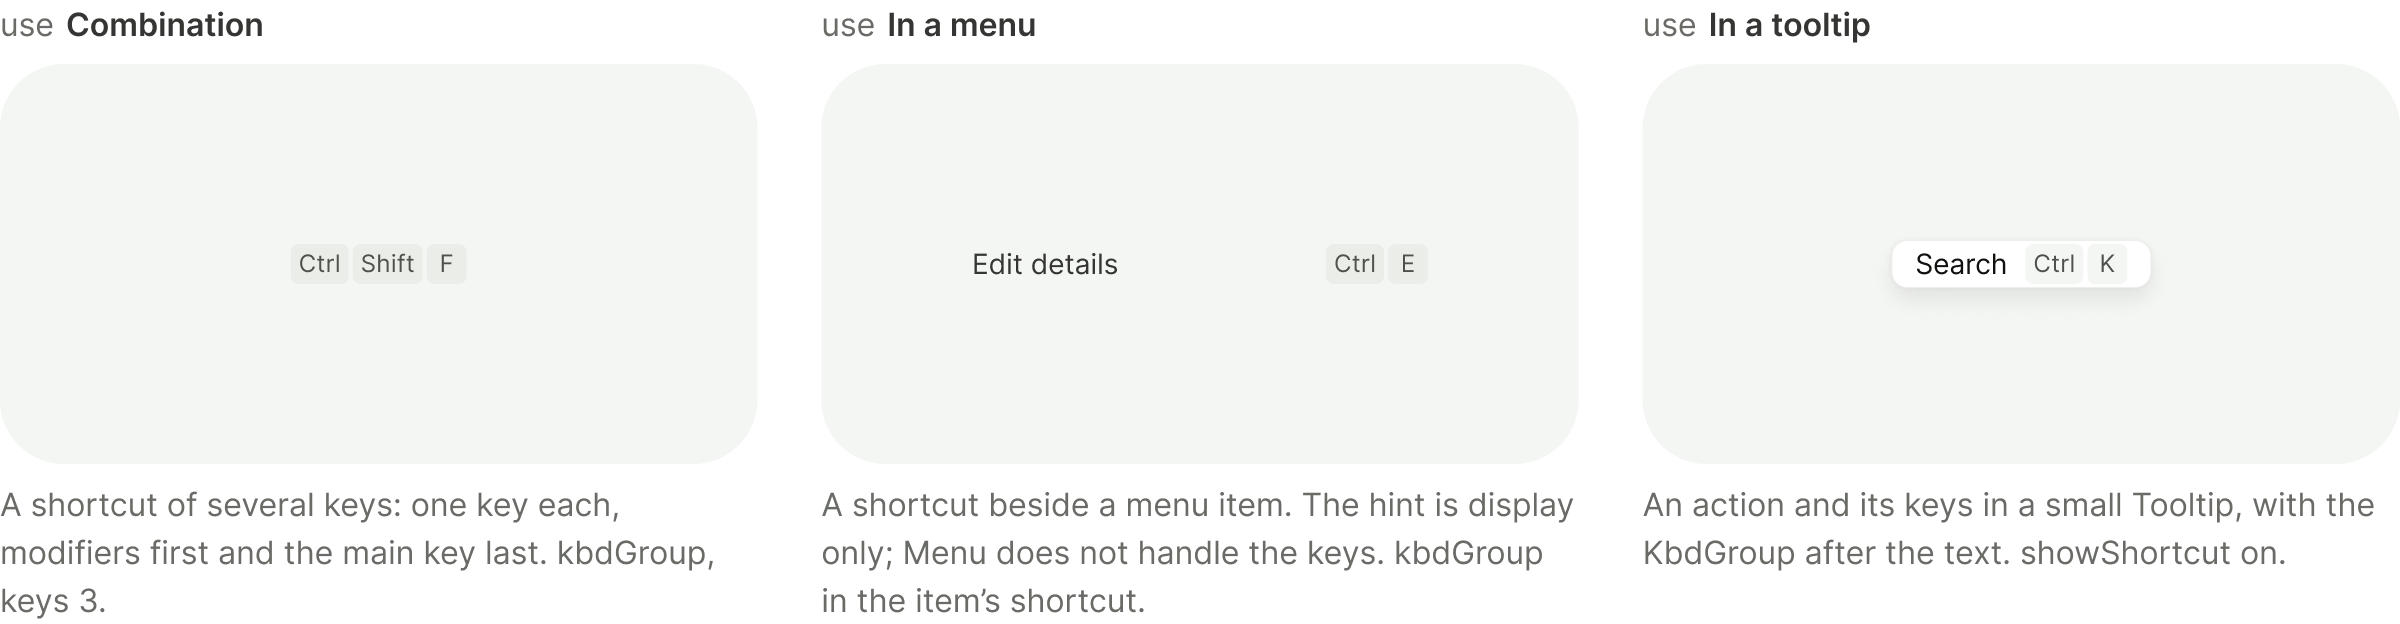 use Combination
Ctrl Shift F
A shortcut of several keys: one key each,
modifiers first and the main key last. kbdGroup,
keys 3.
use In a menu
Edit details Ctrl E
A shortcut beside a menu item. The hint is display
only; Menu does not handle the keys. kbdGroup
in the item’s shortcut.
use In a tooltip
Search Ctrl K
An action and its keys in a small Tooltip, with the
KbdGroup after the text. showShortcut on.